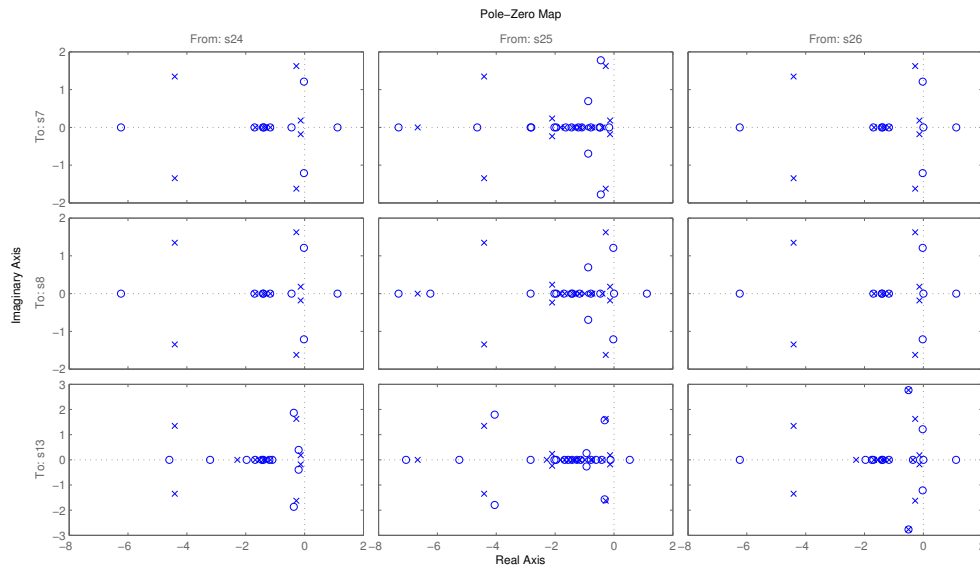 Pole-Zero Map
From: s24
From: s25
From: s26
2
1
0
-1
-2
To: s7
2
1
0
-1
-2
To: s8
Imaginary Axis
3
2
1
0
-1
-2
-3
To: s13
-8 -6 -4 -2 0 2
-8 -6 -4 -2 0 2
-8 -6 -4 -2 0 2
Real Axis